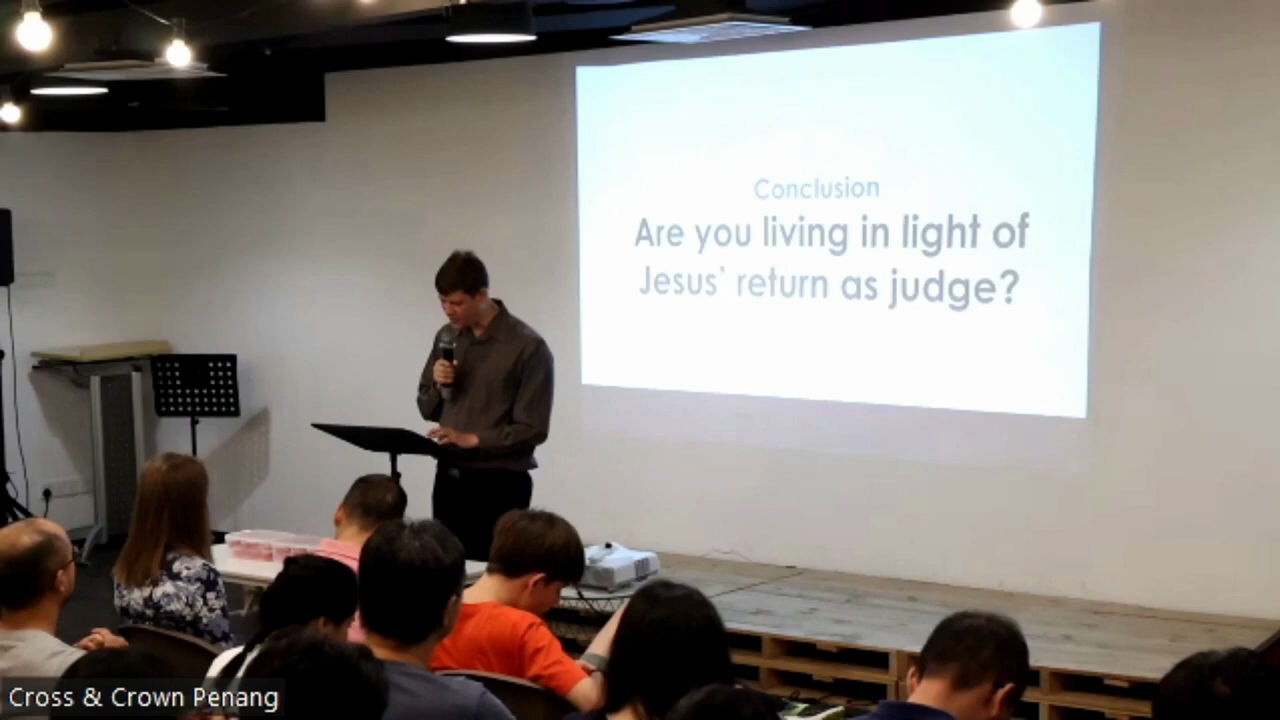 Conclusion
Are you living in light of
Jesus' return as judge?
Cross & Crown Penang